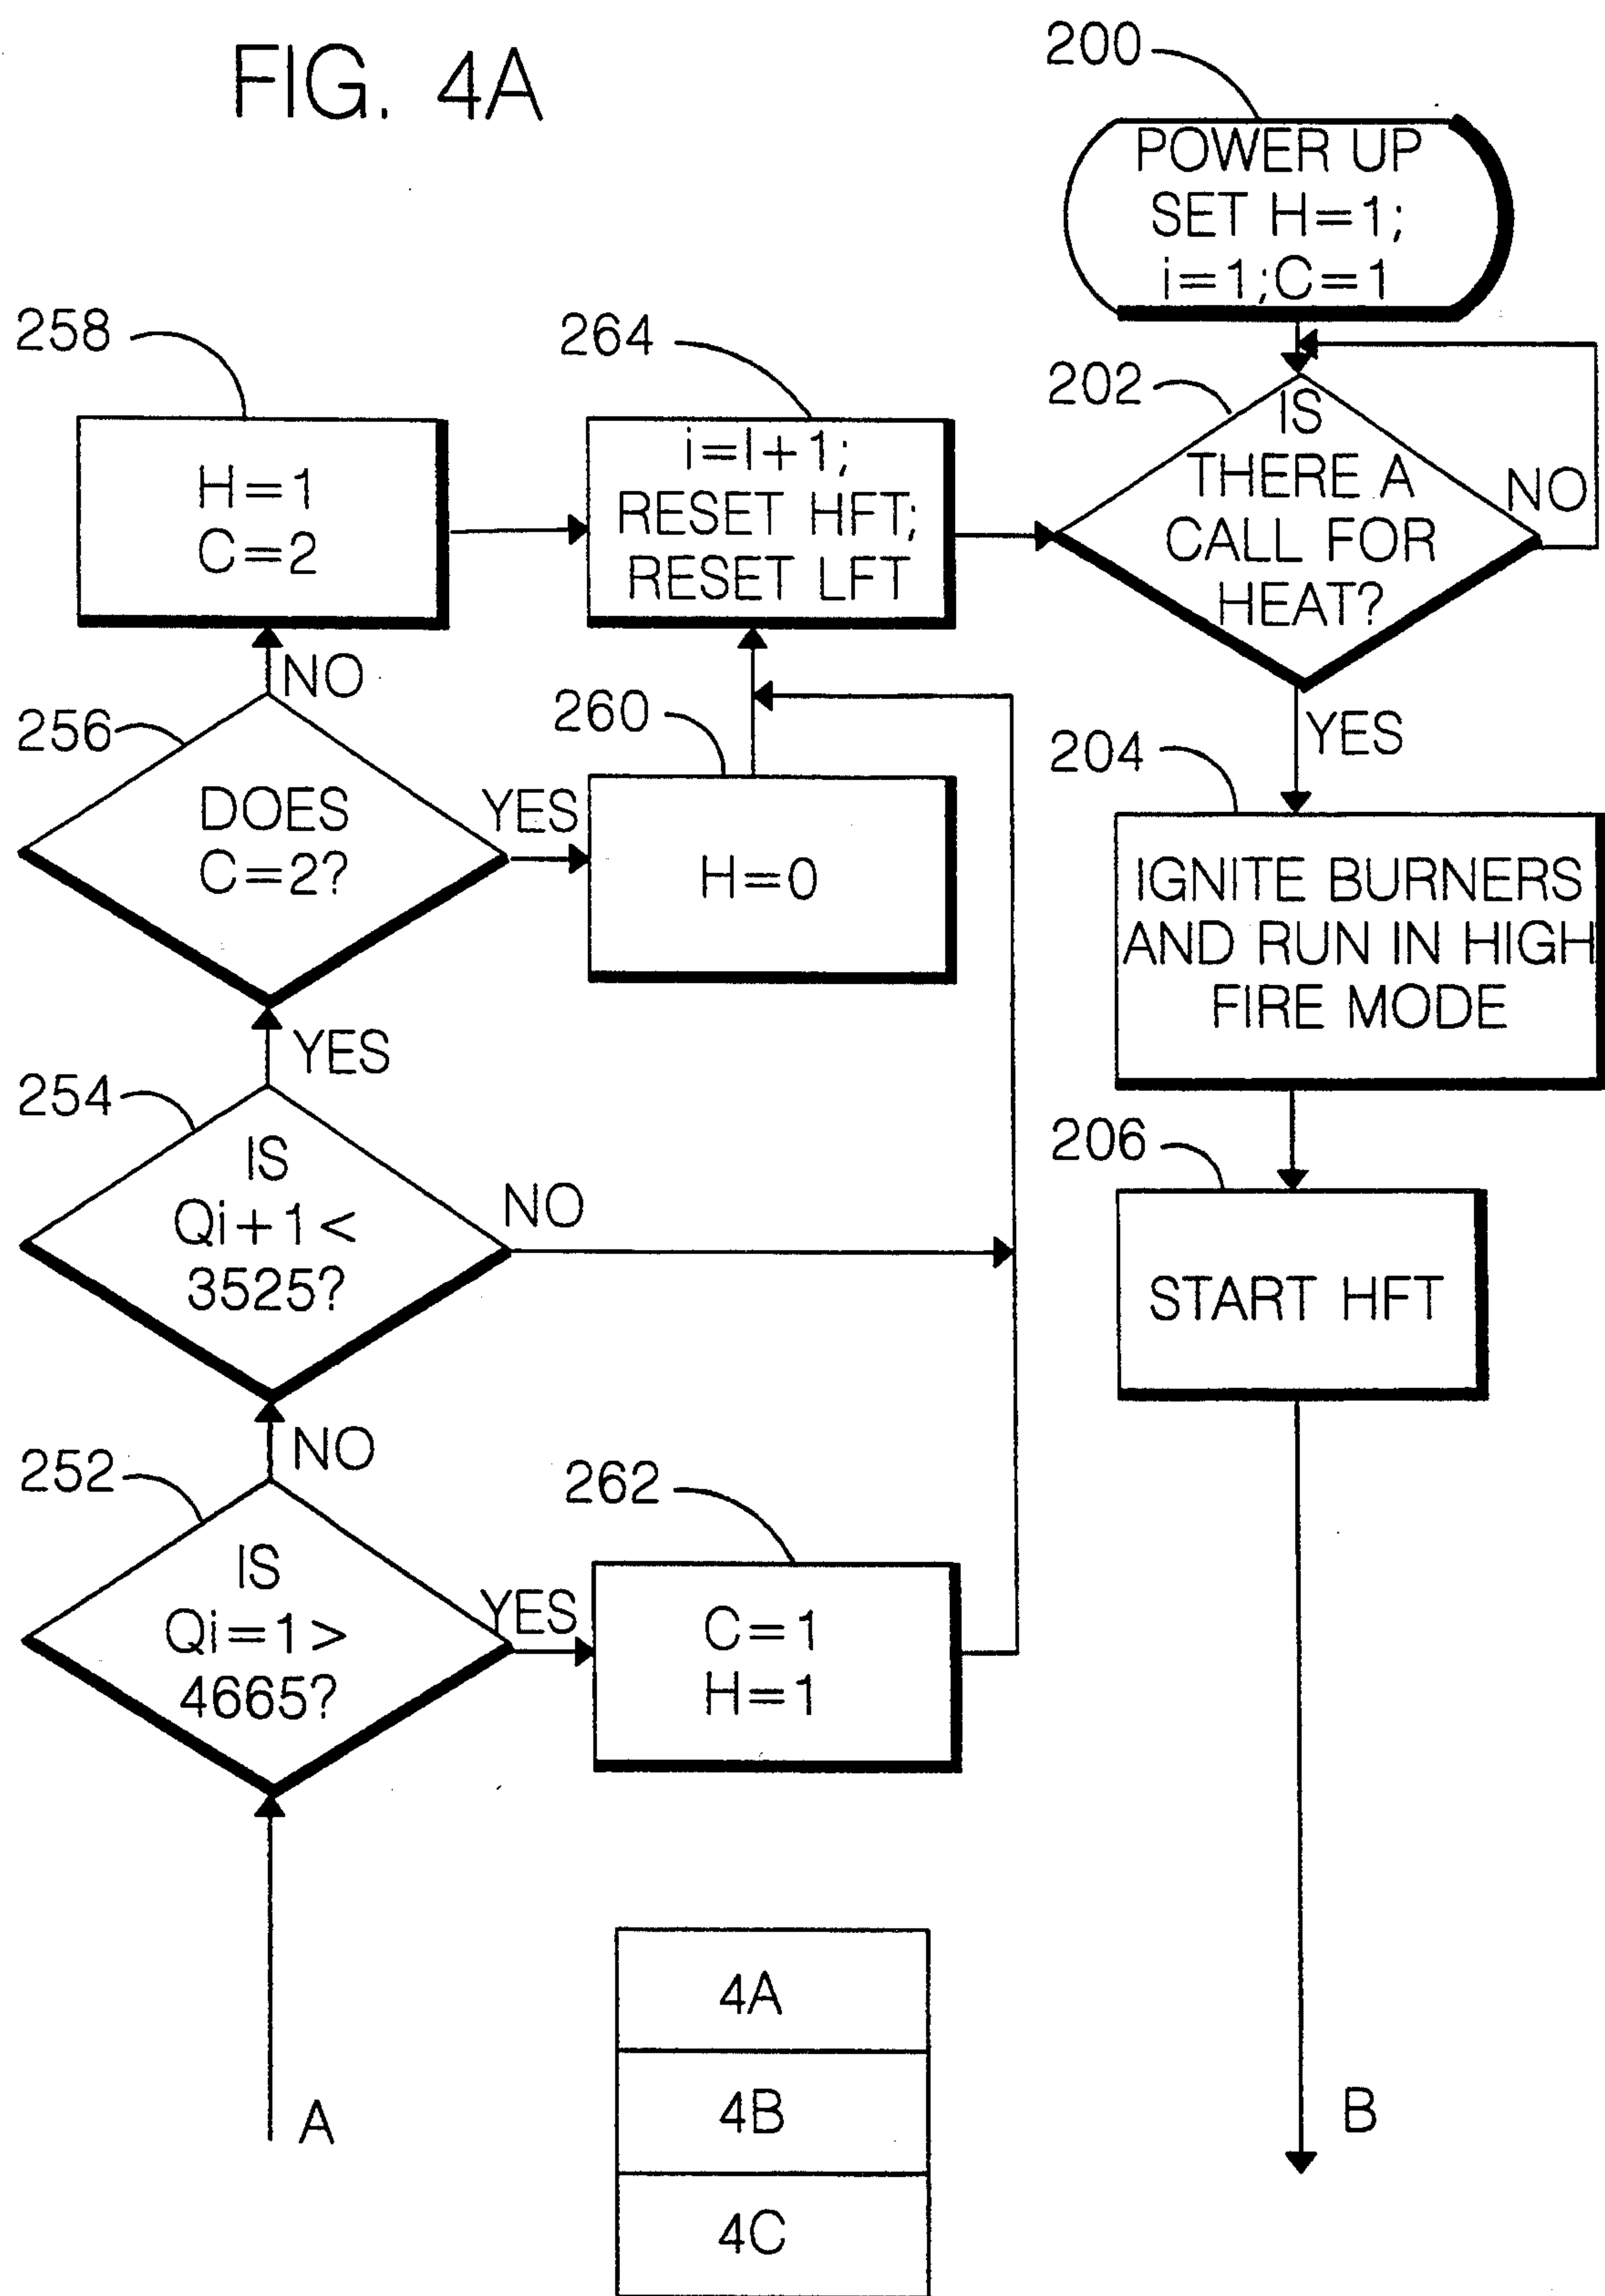 FIG. 4A
200
POWER UP
SET H=1;
i=1;C=1
258
H=1
C=2
264
i=I+1;
RESET HFT;
RESET LFT
202
IS
THERE A
CALL FOR
HEAT?
NO
YES
256
NO
DOES
C=2?
YES
260
H=0
204
IGNITE BURNERS
AND RUN IN HIGH
FIRE MODE
254
YES
IS
Qi+1<
3525?
NO
206
START HFT
252
NO
IS
Qi=1>
4665?
YES
262
C=1
H=1
A
4A
4B
4C
B